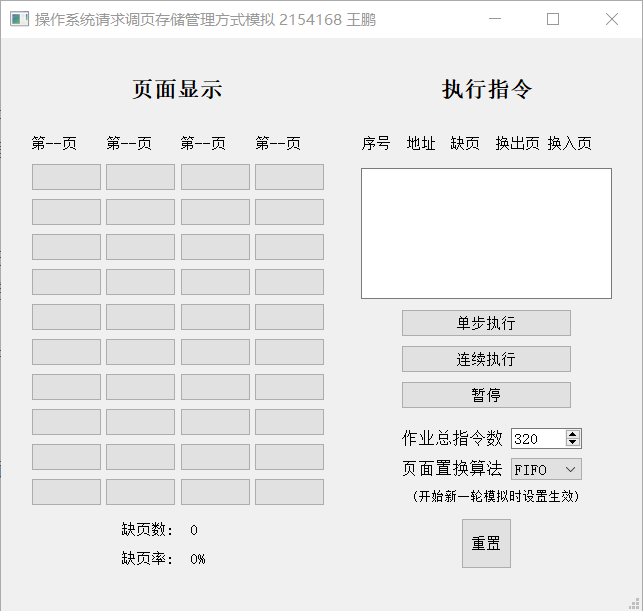 操作系统请求调页存储管理方式模拟 2154168 王鹏
页面显示
第--页 第--页 第--页 第--页
缺页数： 0
缺页率： 0%
执行指令
序号 地址 缺页 换出页 换入页
单步执行
连续执行
暂停
作业总指令数 320
页面置换算法 FIFO
(开始新一轮模拟时设置生效)
重置